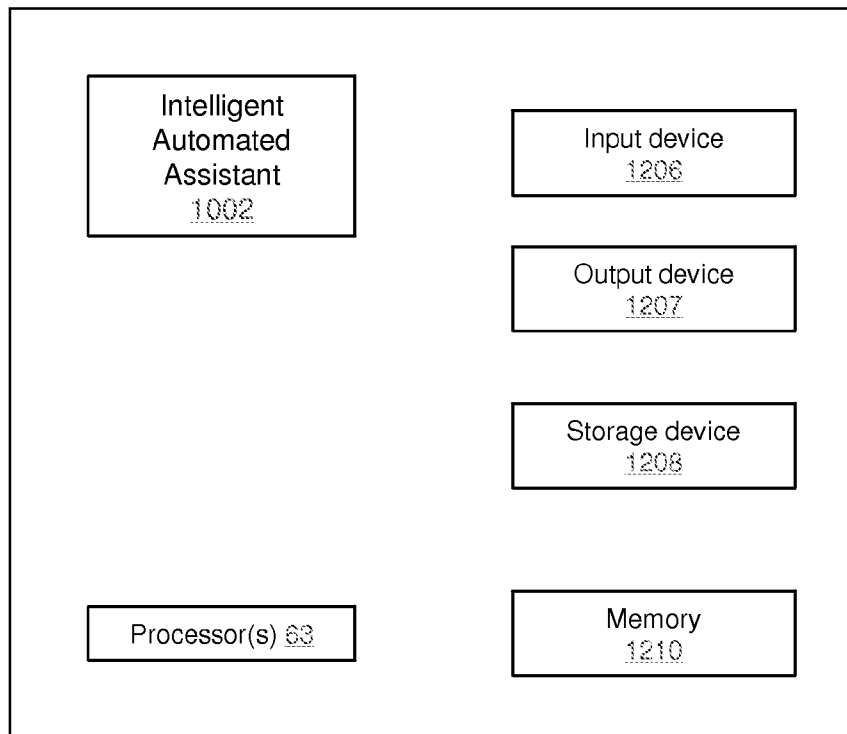 Intelligent
Automated
Assistant
1002
Input device
1206
Output device
1207
Storage device
1208
Processor(s) 63
Memory
1210